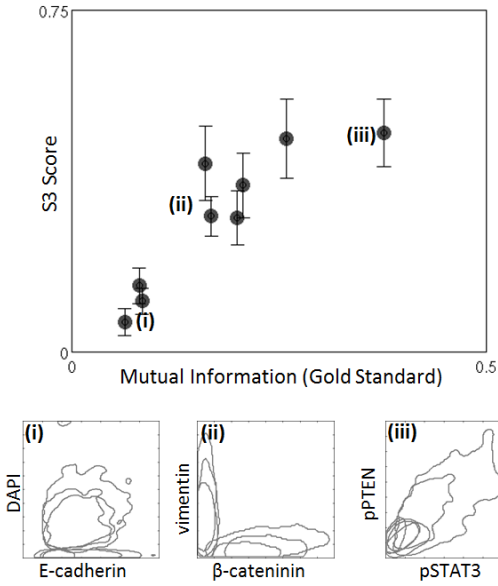 0.75
S3 Score
(iii)
(ii)
(i)
0
0
0.5
Mutual Information (Gold Standard)
(i)
(ii)
(iii)
DAPI
vimentin
pPTEN
E-cadherin
β-cateninin
pSTAT3